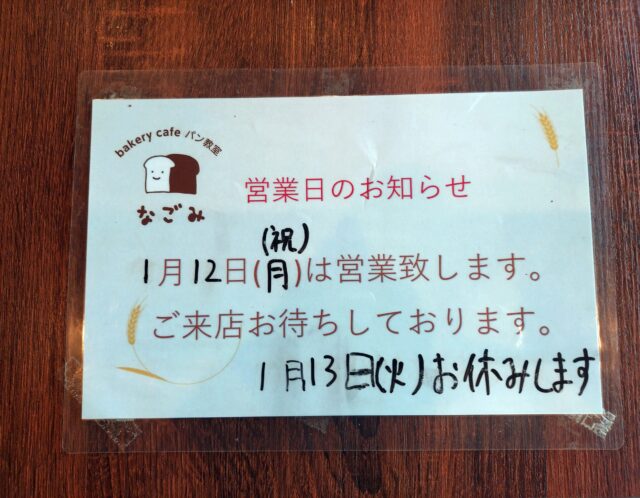 bakery cafe パン教室
なごみ
営業日のお知らせ
(祝)
1月12日(月)は営業致します。
ご来店お待ちしております。
1月13日(火)お休みします